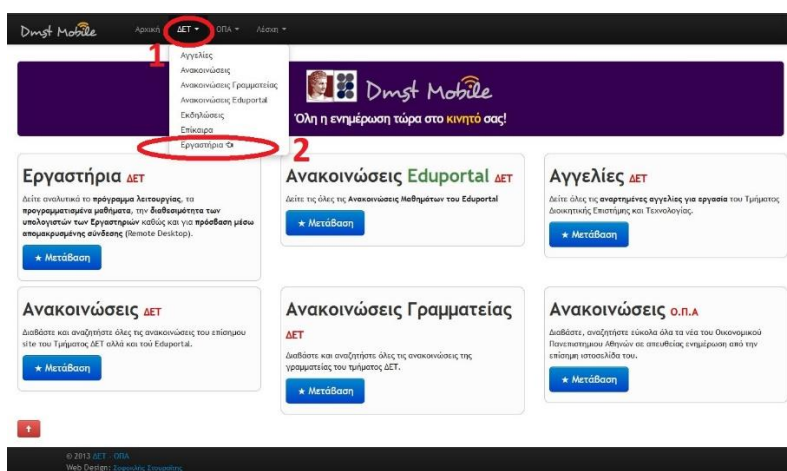 Dmst Mobile Αρχική ΔΕΤ ΟΠΑ Λέσχη
1
Αγγελίες
Ανακοινώσεις
Ανακοινώσεις Γραμματείας
Ανακοινώσεις Eduportal
Εκδηλώσεις
Επίκαιρα
Εργαστήρια
2
Dmst Mobile
Όλη η ενημέρωση τώρα στο κινητό σας!
Εργαστήρια ΔΕΤ
Δείτε αναλυτικά το πρόγραμμα λειτουργίας, τα
προγραμματισμένα μαθήματα, την διαθεσιμότητα των
υπολογιστών των Εργαστηριών καθώς και για πρόσβαση μέσω
απομακρυσμένης σύνδεσης (Remote Desktop).
★ Μετάβαση
Ανακοινώσεις Eduportal ΔΕΤ
Δείτε τις όλες τις Ανακοινώσεις Μαθημάτων του Eduportal
★ Μετάβαση
Αγγελίες ΔΕΤ
Δείτε όλες τις αναρτημένες αγγελίες για εργασία του Τμήματος
Διοικητικής Επιστήμης και Τεχνολογίας.
★ Μετάβαση
Ανακοινώσεις ΔΕΤ
Διαβάστε και αναζητήστε όλες τις ανακοινώσεις του επίσημου
site του Τμήματος ΔΕΤ αλλά και τού Eduportal.
★ Μετάβαση
Ανακοινώσεις Γραμματείας
ΔΕΤ
Διαβάστε και αναζητήστε όλες τις ανακοινώσεις της
γραμματείας του τμήματος ΔΕΤ.
★ Μετάβαση
Ανακοινώσεις Ο.Π.Α
Διαβάστε, αναζητήστε εύκολα όλα τα νέα του Οικονομικού
Πανεπιστημιου Αθηνών σε απευθείας ενημέρωση από την
επίσημη ιστοσελίδα του.
★ Μετάβαση
© 2013 ΔΕΤ - ΟΠΑ
Web Design: Σοφοκλής